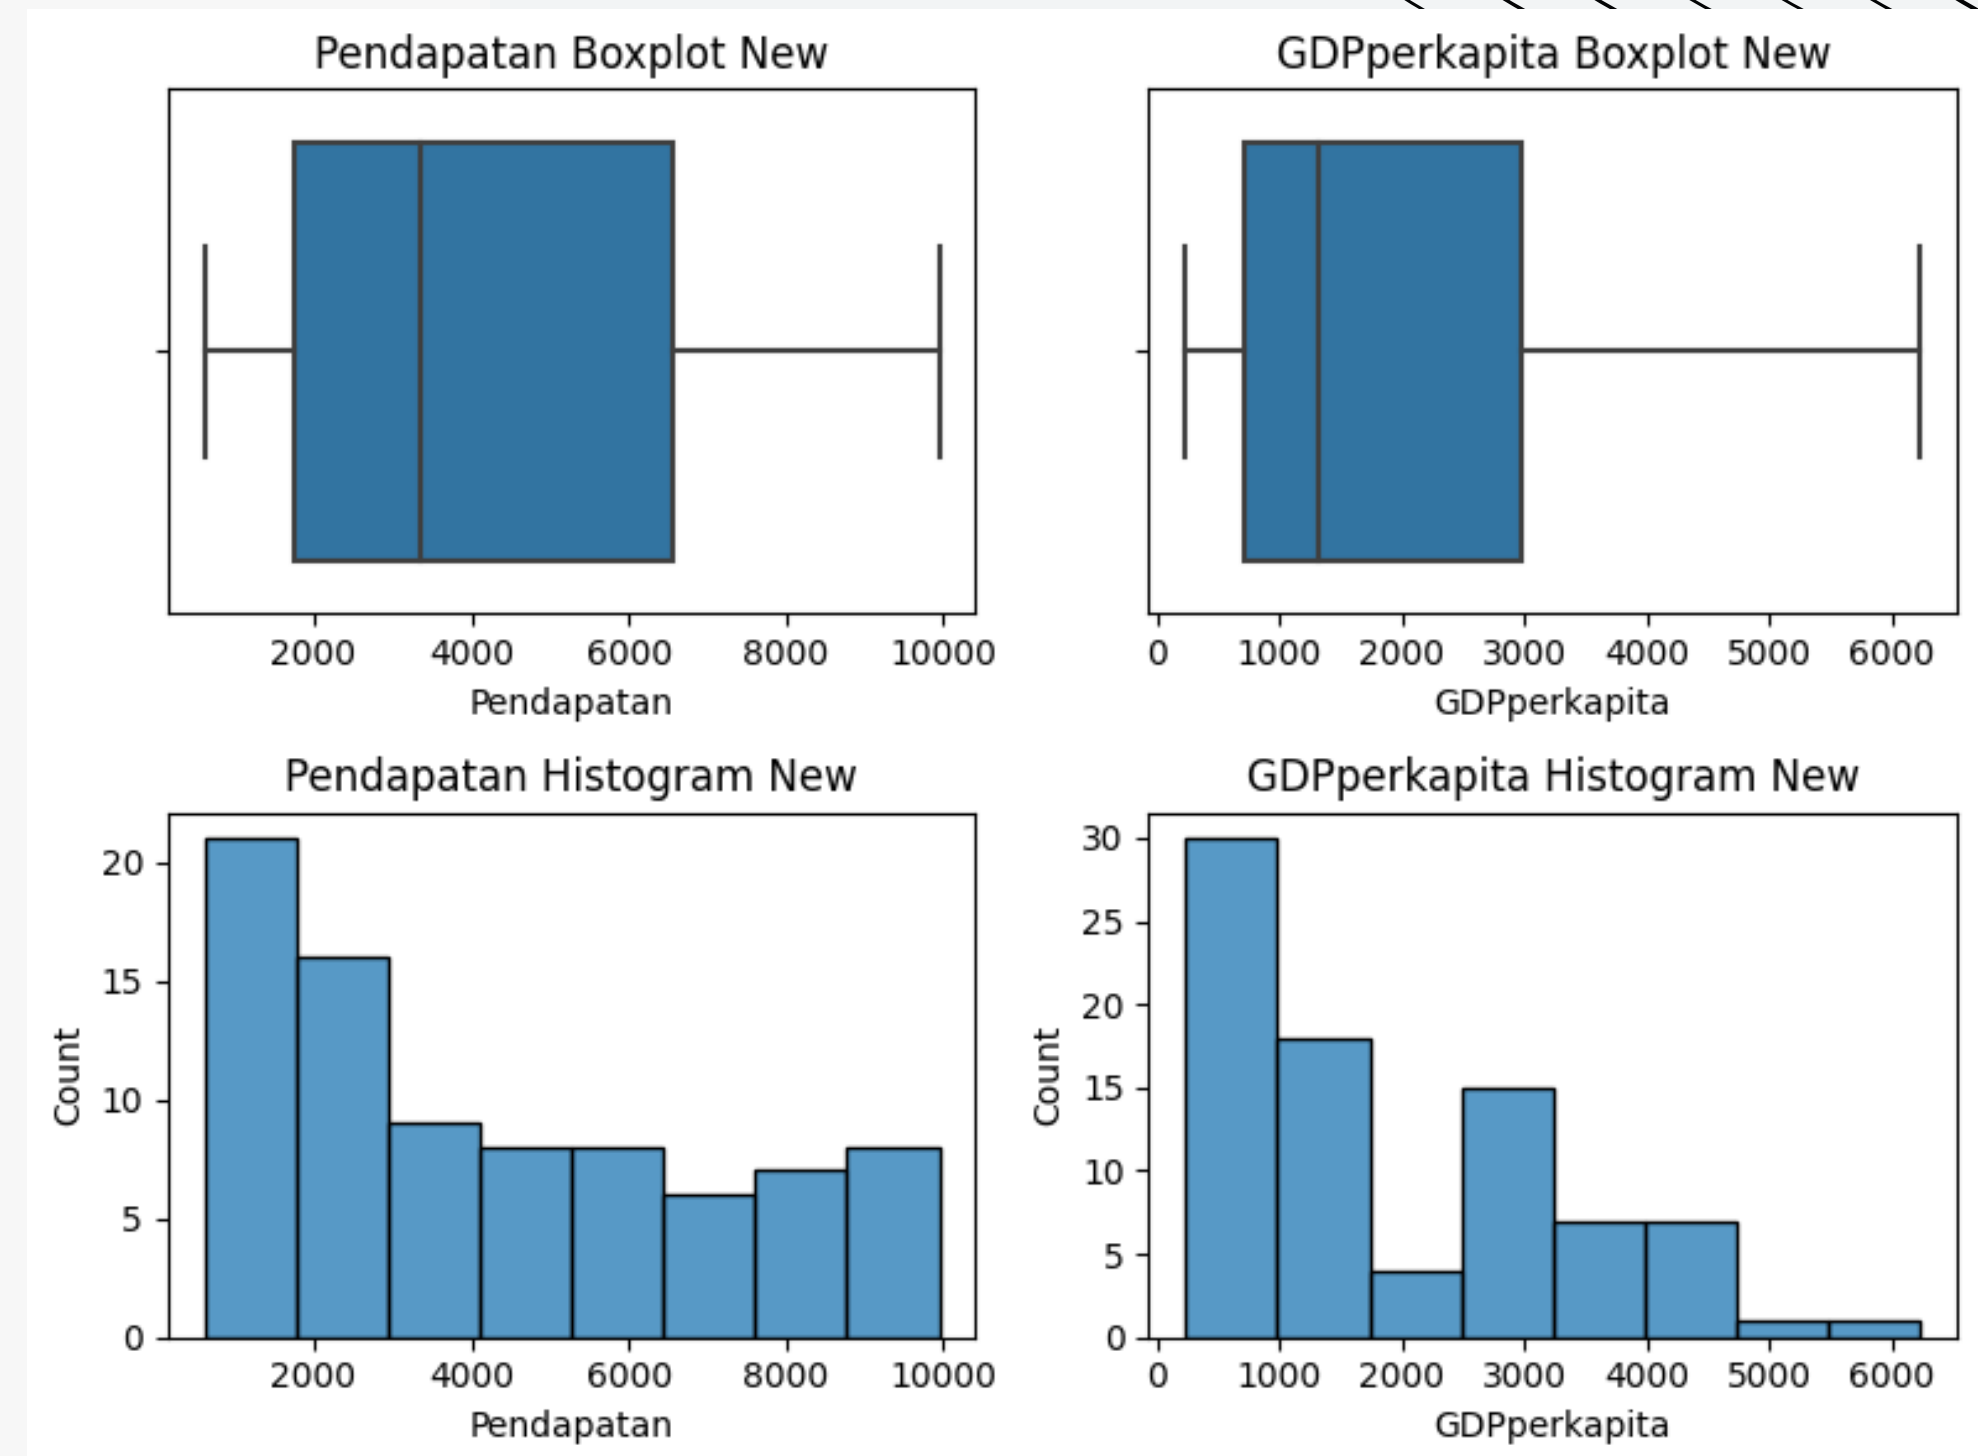 Pendapatan Boxplot New
2000 4000 6000 8000 10000
Pendapatan
GDPperkapita Boxplot New
0 1000 2000 3000 4000 5000 6000
GDPperkapita
Pendapatan Histogram New
20
15
10
5
0
Count
2000 4000 6000 8000 10000
Pendapatan
GDPperkapita Histogram New
30
25
20
15
10
5
0
Count
0 1000 2000 3000 4000 5000 6000
GDPperkapita